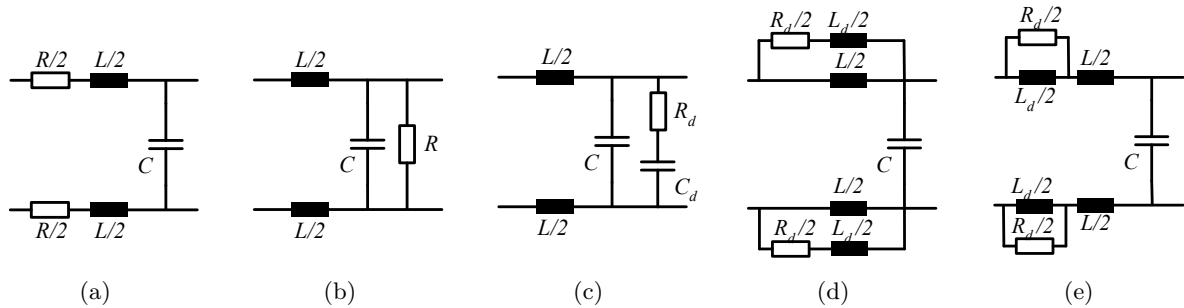 R/2 L/2
C
R/2 L/2
(a)
L/2
C R
L/2
(b)
L/2
R_d
C
C_d
L/2
(c)
R_d/2 L_d/2
L/2
C
L/2
R_d/2 L_d/2
(d)
R_d/2
L_d/2 L/2
C
L_d/2
R_d/2 L/2
(e)